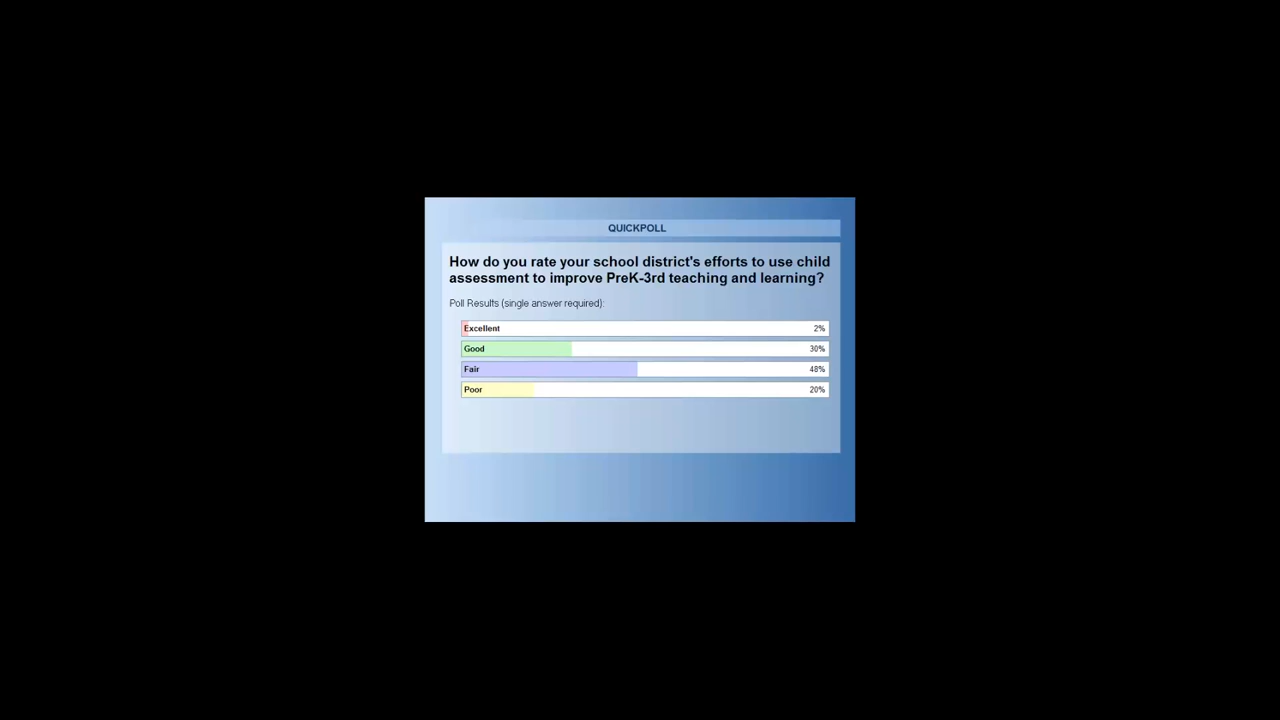 QUICKPOLL
How do you rate your school district's efforts to use child
assessment to improve PreK-3rd teaching and learning?
Poll Results (single answer required):
Excellent 2%
Good 30%
Fair 48%
Poor 20%